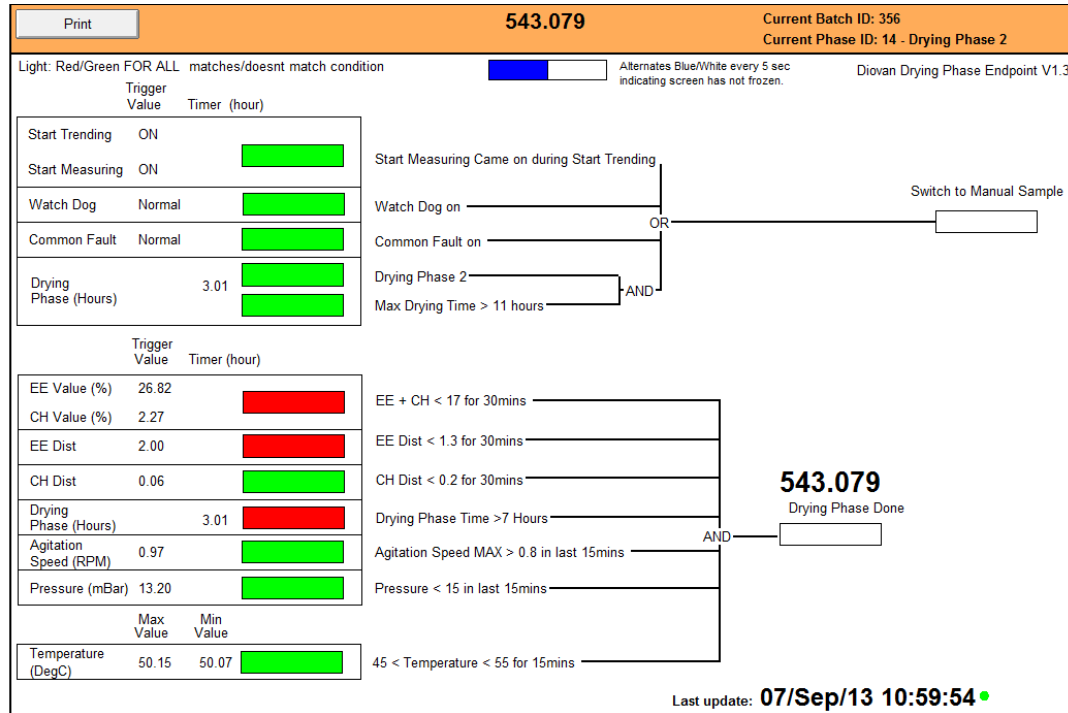 Print
543.079
Current Batch ID: 356
Current Phase ID: 14 - Drying Phase 2
Light: Red/Green FOR ALL matches/doesnt match condition
Alternates Blue/White every 5 sec
indicating screen has not frozen.
Diovan Drying Phase Endpoint V1.3
Trigger
Value Timer (hour)
Start Trending ON
Start Measuring ON
Start Measuring Came on during Start Trending
Switch to Manual Sample
Watch Dog Normal
Watch Dog on
OR
Common Fault Normal
Common Fault on
Drying
Phase (Hours) 3.01
Drying Phase 2
AND
Max Drying Time > 11 hours
Trigger
Value Timer (hour)
EE Value (%) 26.82
CH Value (%) 2.27
EE + CH < 17 for 30mins
EE Dist 2.00
EE Dist < 1.3 for 30mins
CH Dist 0.06
CH Dist < 0.2 for 30mins
543.079
Drying Phase Done
Drying
Phase (Hours) 3.01
Drying Phase Time >7 Hours
AND
Agitation
Speed (RPM) 0.97
Agitation Speed MAX > 0.8 in last 15mins
Pressure (mBar) 13.20
Pressure < 15 in last 15mins
Max Min
Value Value
Temperature
(DegC) 50.15 50.07
45 < Temperature < 55 for 15mins
Last update: 07/Sep/13 10:59:54